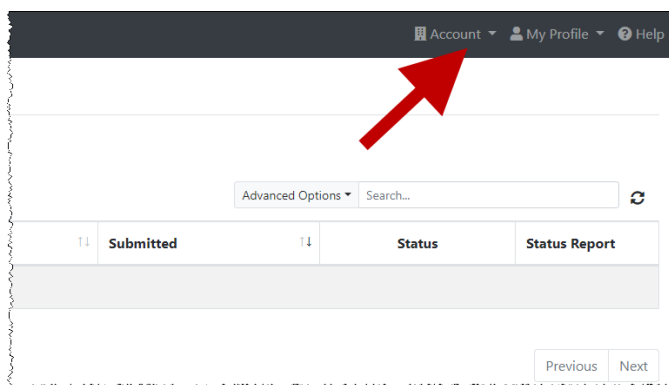 Account My Profile Help
Advanced Options Search...
Submitted Status Status Report
Previous Next